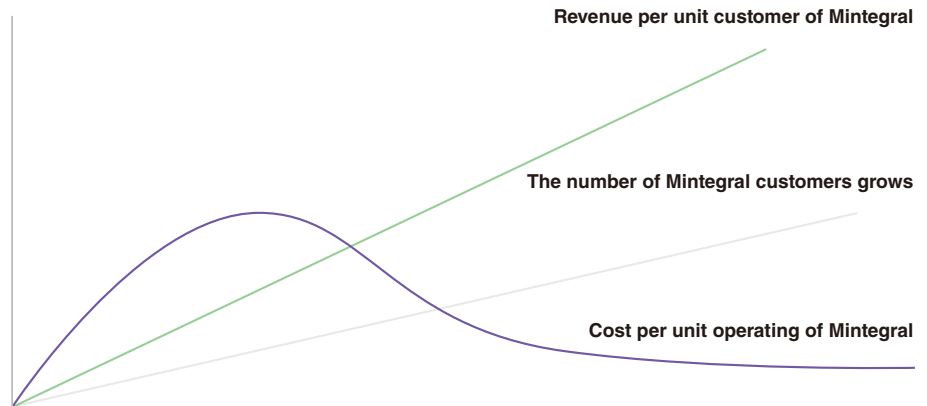 Revenue per unit customer of Mintegral
The number of Mintegral customers grows
Cost per unit operating of Mintegral